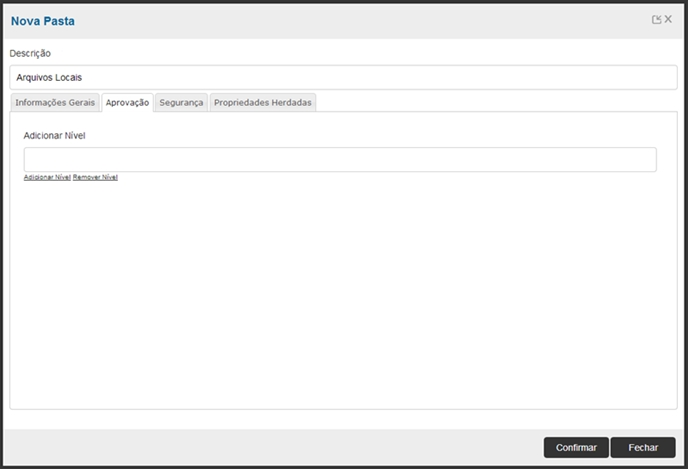 Nova Pasta
Descrição
Arquivos Locais
Informações Gerais Aprovação Segurança Propriedades Herdadas
Adicionar Nível
Adicionar Nível Remover Nível
Confirmar Fechar